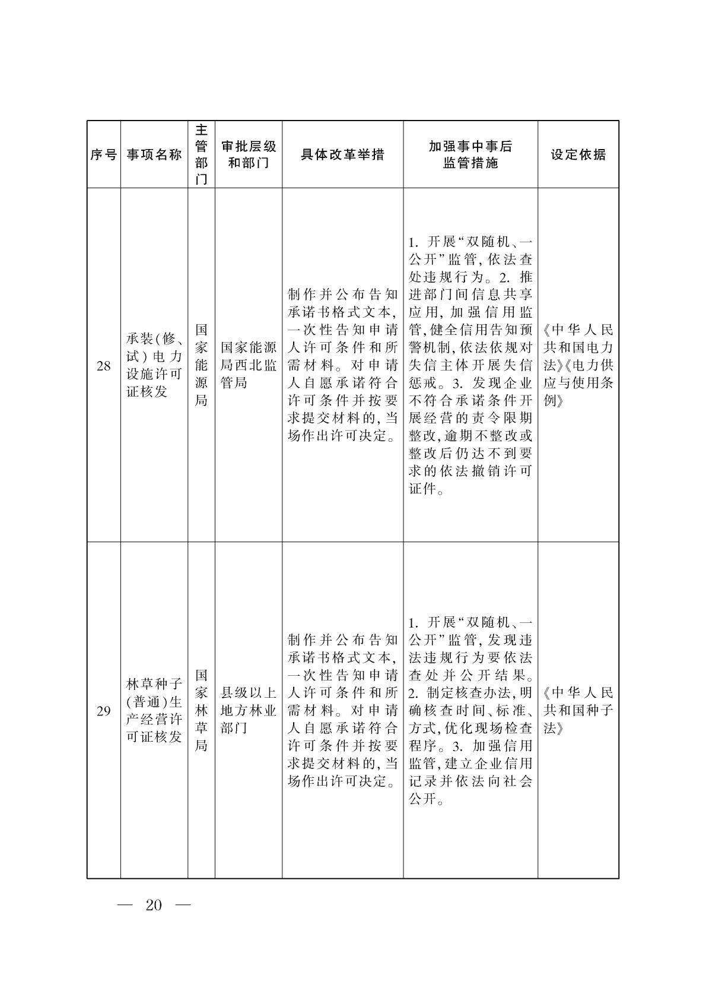 序号
事项名称
主
管
部
门
审批层级
和部门
具体改革举措
加强事中事后
监管措施
设定依据
28
承装(修、
试)电力
设施许可
证核发
国
家
能
源
局
国家能源
局西北监
管局
制作并公布告知
承诺书格式文本,
一次性告知申请
人许可条件和所
需材料。对申请
人自愿承诺符合
许可条件并按要
求提交材料的,当
场作出许可决定。
1. 开展“双随机、一
公开”监管,依法查
处违规行为。2. 推
进部门间信息共享
应用,加强信用监
管,健全信用告知预
警机制,依法依规对
失信主体开展失信
惩戒。3. 发现企业
不符合承诺条件开
展经营的责令限期
整改,逾期不整改或
整改后仍达不到要
求的依法撤销许可
证件。
《中华人民
共和国电力
法》《电力供
应与使用条
例》
29
林草种子
(普通)生
产经营许
可证核发
国
家
林
草
局
县级以上
地方林业
部门
制作并公布告知
承诺书格式文本,
一次性告知申请
人许可条件和所
需材料。对申请
人自愿承诺符合
许可条件并按要
求提交材料的,当
场作出许可决定。
1. 开展“双随机、一
公开”监管,发现违
法违规行为要依法
查处并公开结果。
2. 制定核查办法,明
确核查时间、标准、
方式,优化现场检查
程序。3. 加强信用
监管,建立企业信用
记录并依法向社会
公开。
《中华人民
共和国种子
法》
— 20 —